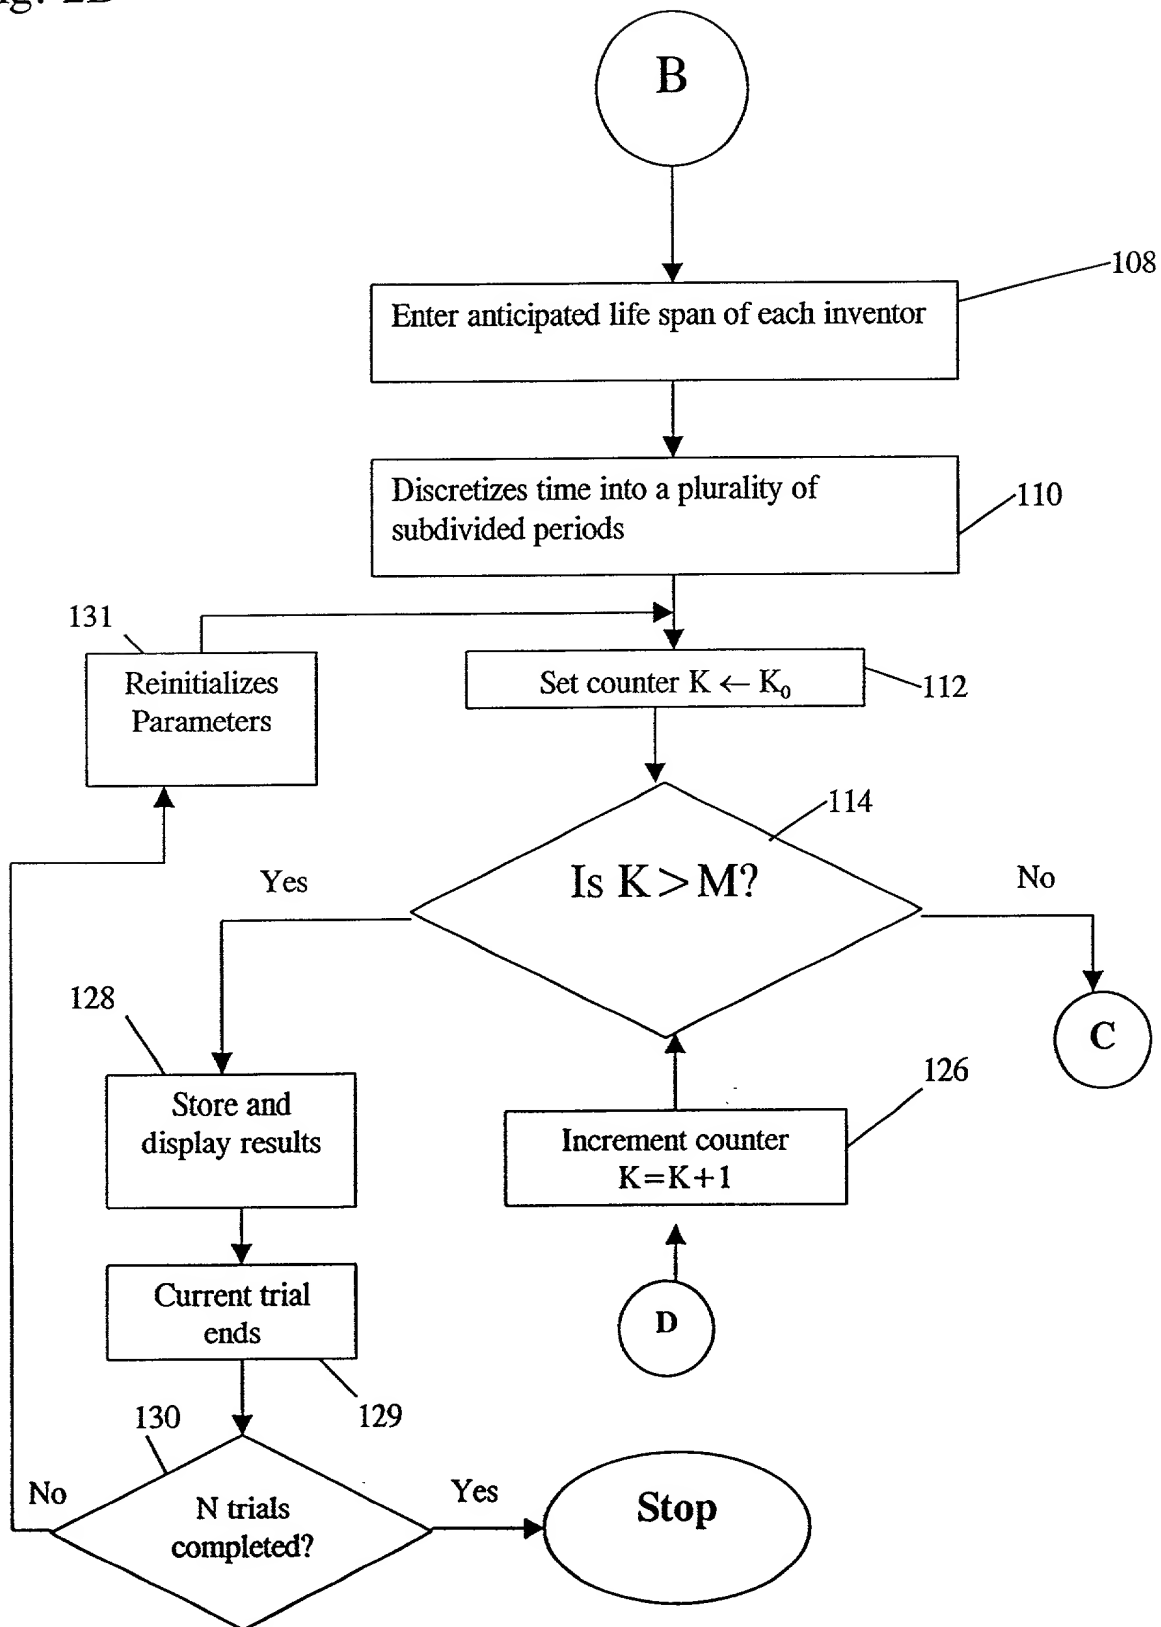 B
108
Enter anticipated life span of each inventor
Discretizes time into a plurality of
subdivided periods
110
131
Reinitializes
Parameters
Set counter K ← K₀
112
114
Is K > M?
Yes
No
128
C
126
Store and
display results
Increment counter
K=K+1
Current trial
ends
D
129
130
No
N trials
completed?
Yes
Stop